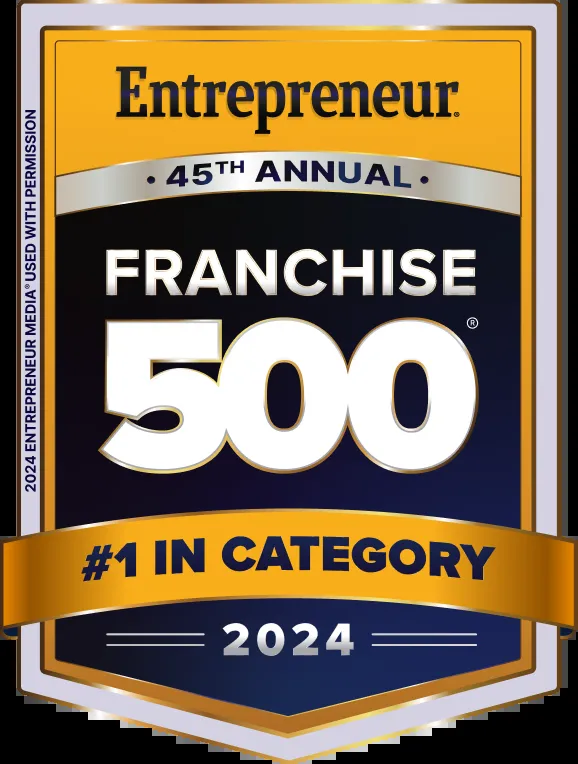 Entrepreneur®
• 45TH ANNUAL •
FRANCHISE
500®
#1 IN CATEGORY
2024
2024 ENTREPRENEUR MEDIA® USED WITH PERMISSION